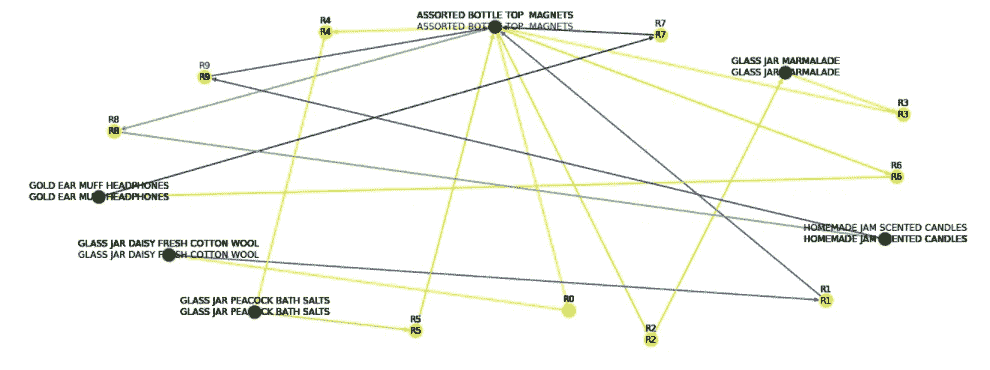 ASSORTED BOTTLE TOP MAGNETS
ASSORTED BOTTLE TOP MAGNETS
R4
R4
R7
R7
GLASS JAR MARMALADE
GLASS JAR MARMALADE
R9
R9
R3
R3
R8
R8
R6
R6
GOLD EAR MUFF HEADPHONES
GOLD EAR MUFF HEADPHONES
HOMEMADE JAM SCENTED CANDLES
HOMEMADE JAM SCENTED CANDLES
GLASS JAR DAISY FRESH COTTON WOOL
GLASS JAR DAISY FRESH COTTON WOOL
R1
R1
GLASS JAR PEACOCK BATH SALTS
GLASS JAR PEACOCK BATH SALTS
R0
R5
R5
R2
R2